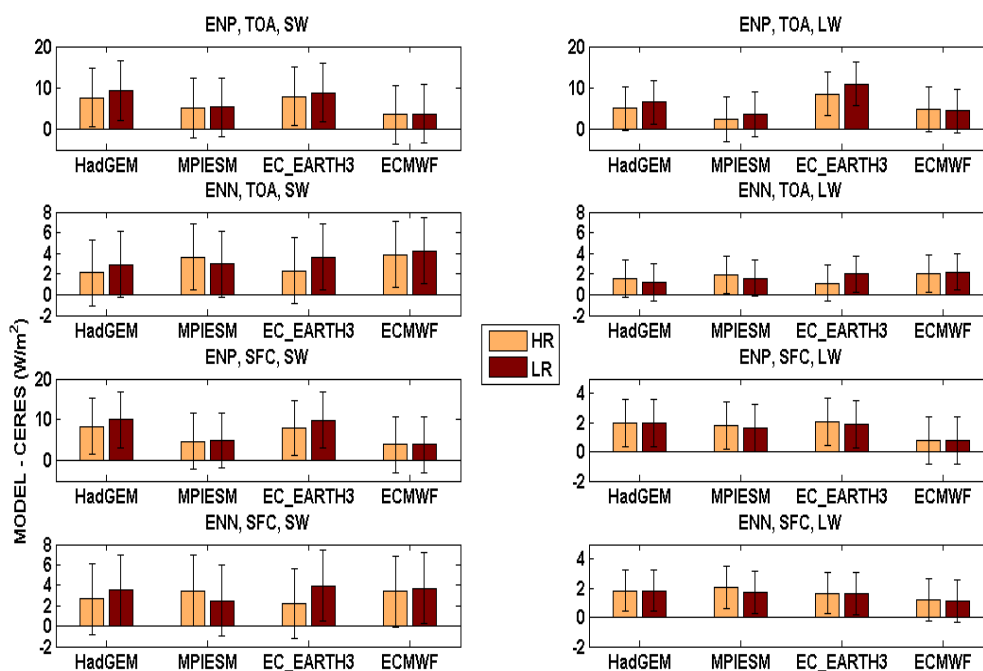 ENP, TOA, SW
20
10
0
HadGEM MPIESM EC_EARTH3 ECMWF
ENP, TOA, LW
20
10
0
HadGEM MPIESM EC_EARTH3 ECMWF
ENN, TOA, SW
8
6
4
2
0
-2
HadGEM MPIESM EC_EARTH3 ECMWF
ENN, TOA, LW
8
6
4
2
0
-2
HadGEM MPIESM EC_EARTH3 ECMWF
MODEL - CERES (W/m²)
HR
LR
ENP, SFC, SW
20
10
0
HadGEM MPIESM EC_EARTH3 ECMWF
ENP, SFC, LW
4
2
0
-2
HadGEM MPIESM EC_EARTH3 ECMWF
ENN, SFC, SW
8
6
4
2
0
-2
HadGEM MPIESM EC_EARTH3 ECMWF
ENN, SFC, LW
4
2
0
-2
HadGEM MPIESM EC_EARTH3 ECMWF